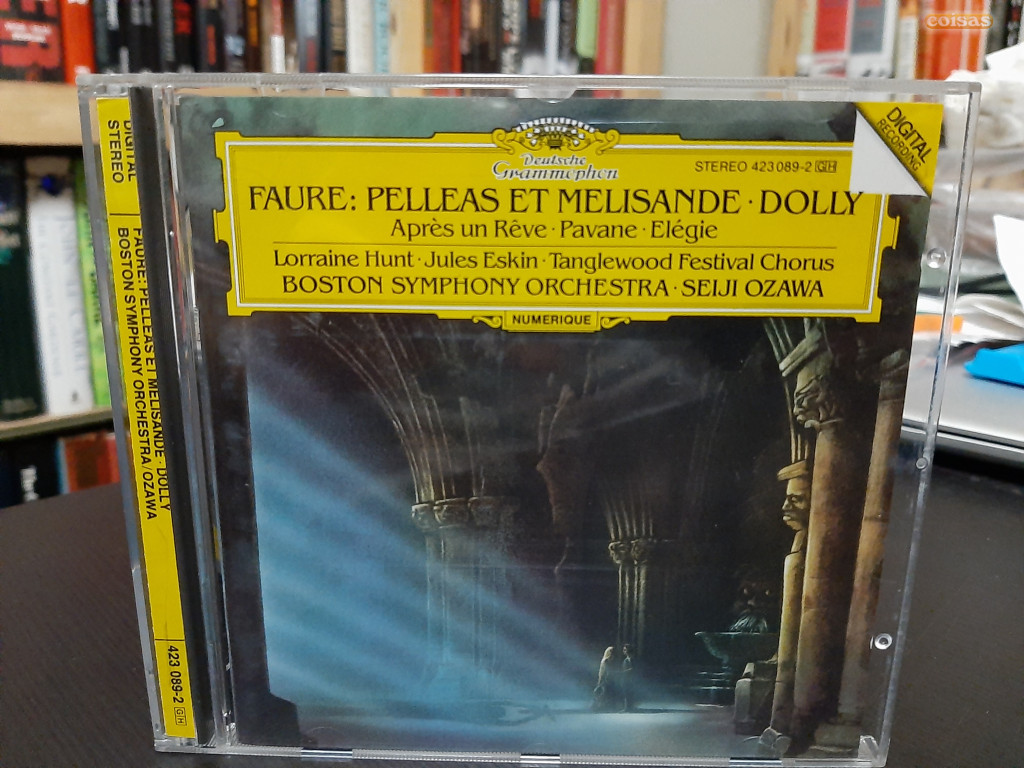 coisas
DIGITAL
STEREO
FAURE: PELLEAS ET MELISANDE · DOLLY
BOSTON SYMPHONY ORCHESTRA/OZAWA
423 089-2 GH
Deutsche
Grammophon
STEREO 423 089-2 GH
DIGITAL
RECORDING
FAURE: PELLEAS ET MELISANDE · DOLLY
Après un Rêve · Pavane · Elégie
Lorraine Hunt · Jules Eskin · Tanglewood Festival Chorus
BOSTON SYMPHONY ORCHESTRA · SEIJI OZAWA
NUMERIQUE